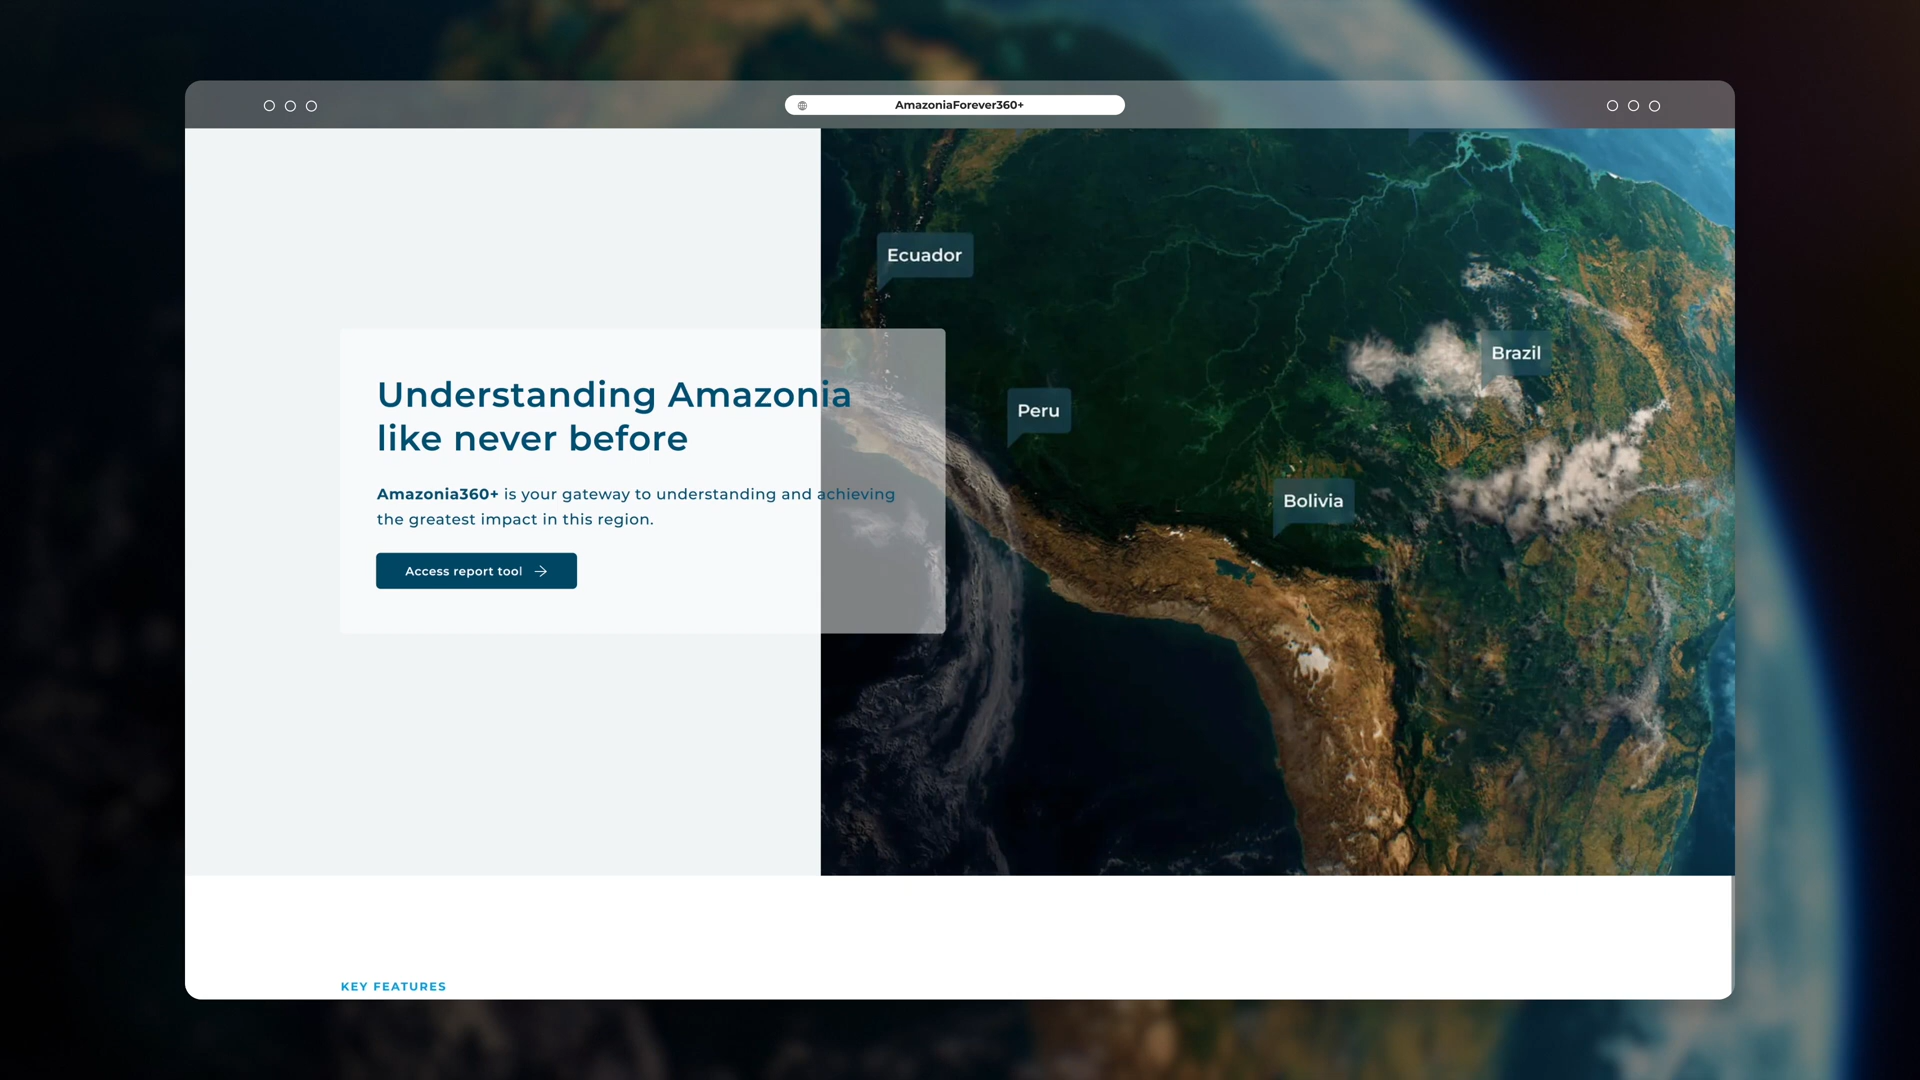 AmazoniaForever360+
Understanding Amazonia
like never before
Amazonia360+ is your gateway to understanding and achieving
the greatest impact in this region.
Access report tool
Ecuador
Brazil
Peru
Bolivia
KEY FEATURES